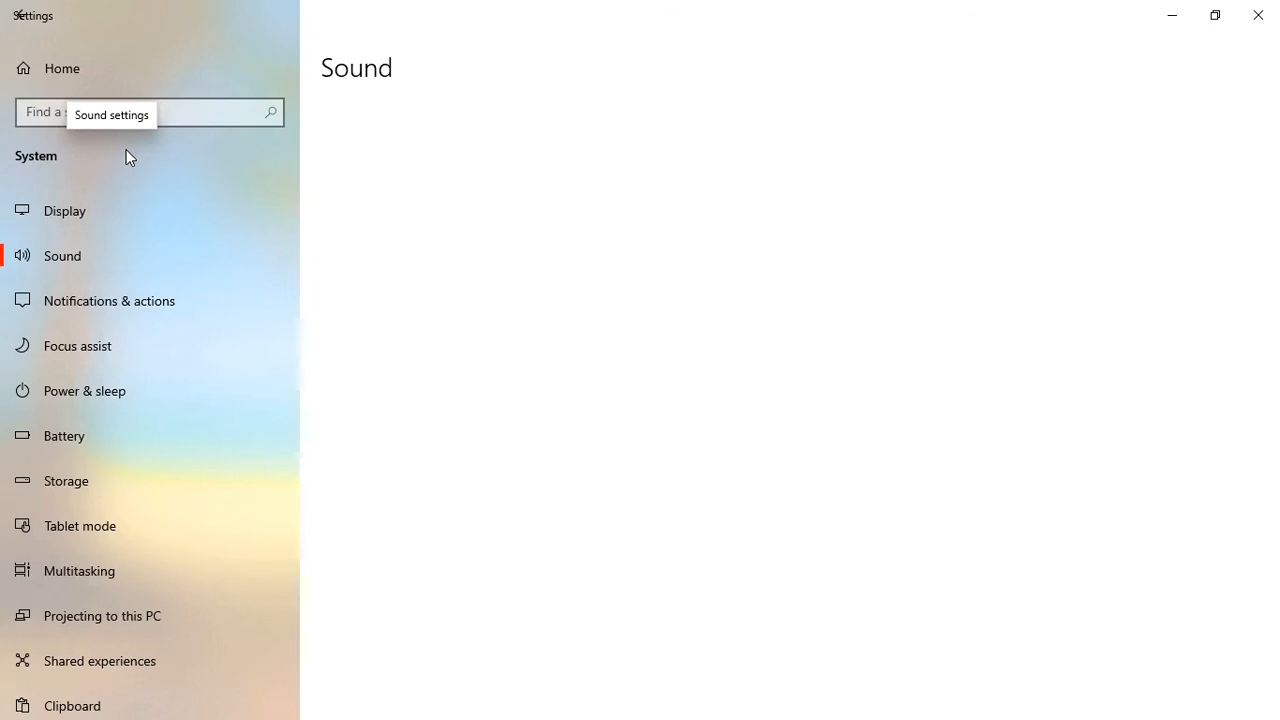 Settings
Home
Find a s
Sound settings
System
Display
Sound
Notifications & actions
Focus assist
Power & sleep
Battery
Storage
Tablet mode
Multitasking
Projecting to this PC
Shared experiences
Clipboard
Sound